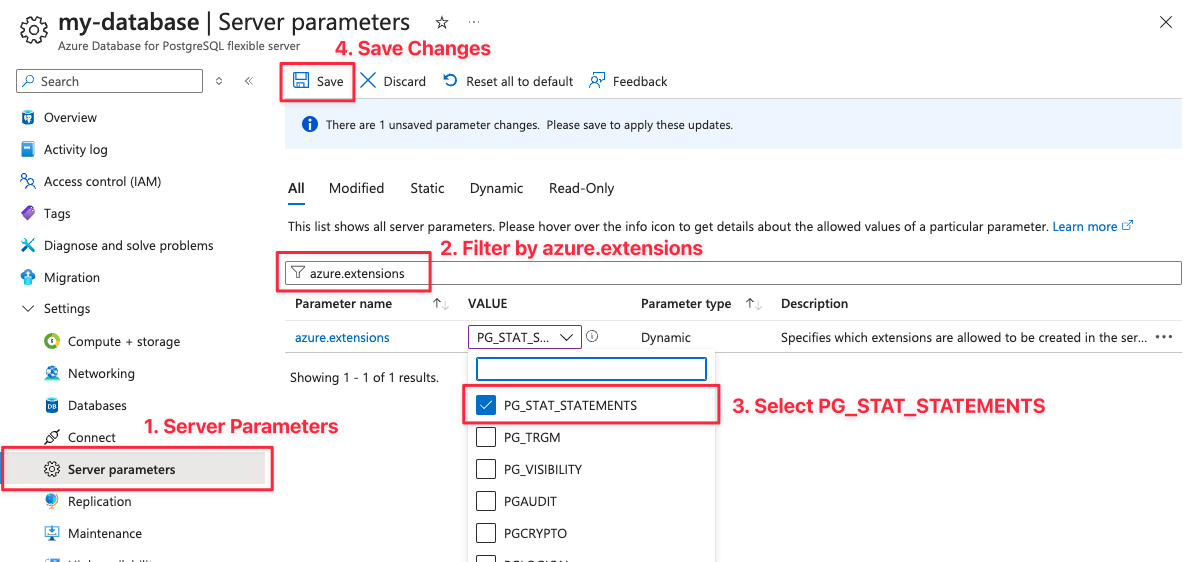 my-database | Server parameters ☆ ...
Azure Database for PostgreSQL flexible server
4. Save Changes
Search
Save
Discard
Reset all to default
Feedback
There are 1 unsaved parameter changes. Please save to apply these updates.
Overview
Activity log
Access control (IAM)
Tags
Diagnose and solve problems
Migration
Settings
Compute + storage
Networking
Databases
Connect
1. Server Parameters
Server parameters
Replication
Maintenance
All Modified Static Dynamic Read-Only
This list shows all server parameters. Please hover over the info icon to get details about the allowed values of a particular parameter. Learn more
2. Filter by azure.extensions
azure.extensions
Parameter name VALUE Parameter type Description
azure.extensions PG_STAT_S... Dynamic Specifies which extensions are allowed to be created in the ser... •••
Showing 1 - 1 of 1 results.
PG_STAT_STATEMENTS
3. Select PG_STAT_STATEMENTS
PG_TRGM
PG_VISIBILITY
PGAUDIT
PGCRYPTO